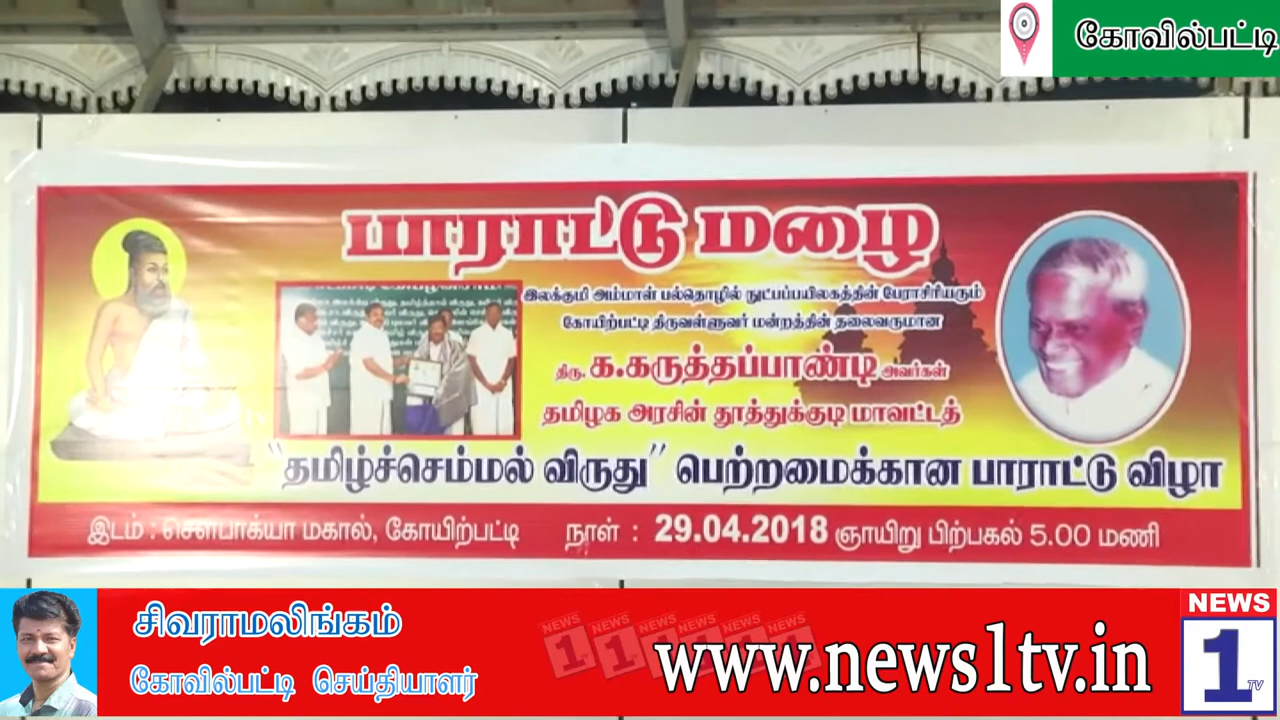 கோவில்பட்டி
பாராட்டு மழை
இலக்குமி அம்மாள் பல்தொழில் நுட்பப்பயிலகத்தின் பேராசிரியரும்
கோயிற்பட்டி திருவள்ளுவர் மன்றத்தின் தலைவருமான
திரு. க.கருத்தப்பாண்டி அவர்கள்
தமிழக அரசின் தூத்துக்குடி மாவட்டத்
"தமிழ்ச்செம்மல் விருது" பெற்றமைக்கான பாராட்டு விழா
இடம் : சௌபாக்யா மகால், கோயிற்பட்டி நாள் : 29.04.2018 ஞாயிறு பிற்பகல் 5.00 மணி
சிவராமலிங்கம்
கோவில்பட்டி செய்தியாளர்
www.news1tv.in
NEWS
1
TV